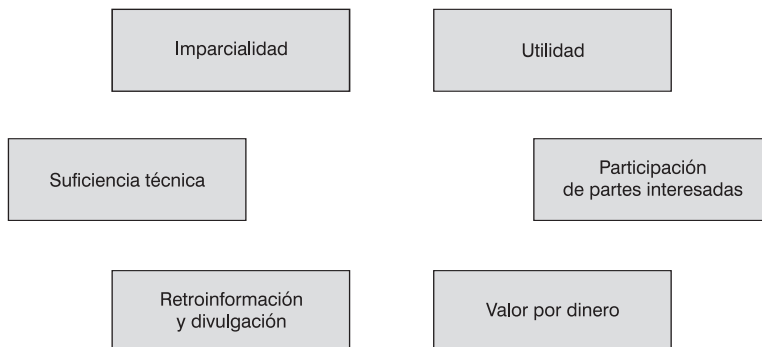 Imparcialidad
Utilidad
Suficiencia técnica
Participación
de partes interesadas
Retroinformación
y divulgación
Valor por dinero